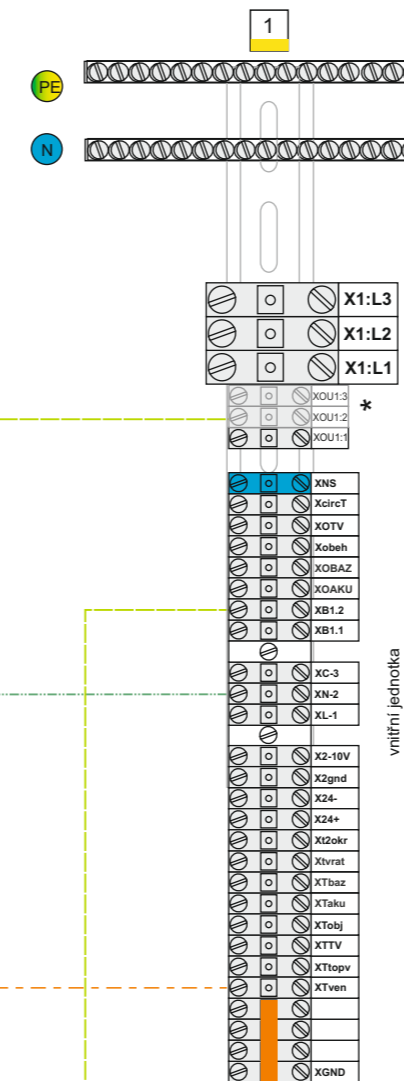 1
PE
N
X1:L3
X1:L2
X1:L1
XOU1:3
*
XOU1:2
XOU1:1
XNS
XcircT
XOTV
Xobeh
XOBAZ
XOAKU
XB1.2
XB1.1
vnitřní jednotka
XC-3
XN-2
XL-1
X2-10V
X2gnd
X24-
X24+
Xt2okr
Xtvrat
XTbaz
XTaku
XTobj
XTTV
XTtopv
XTven
XGND